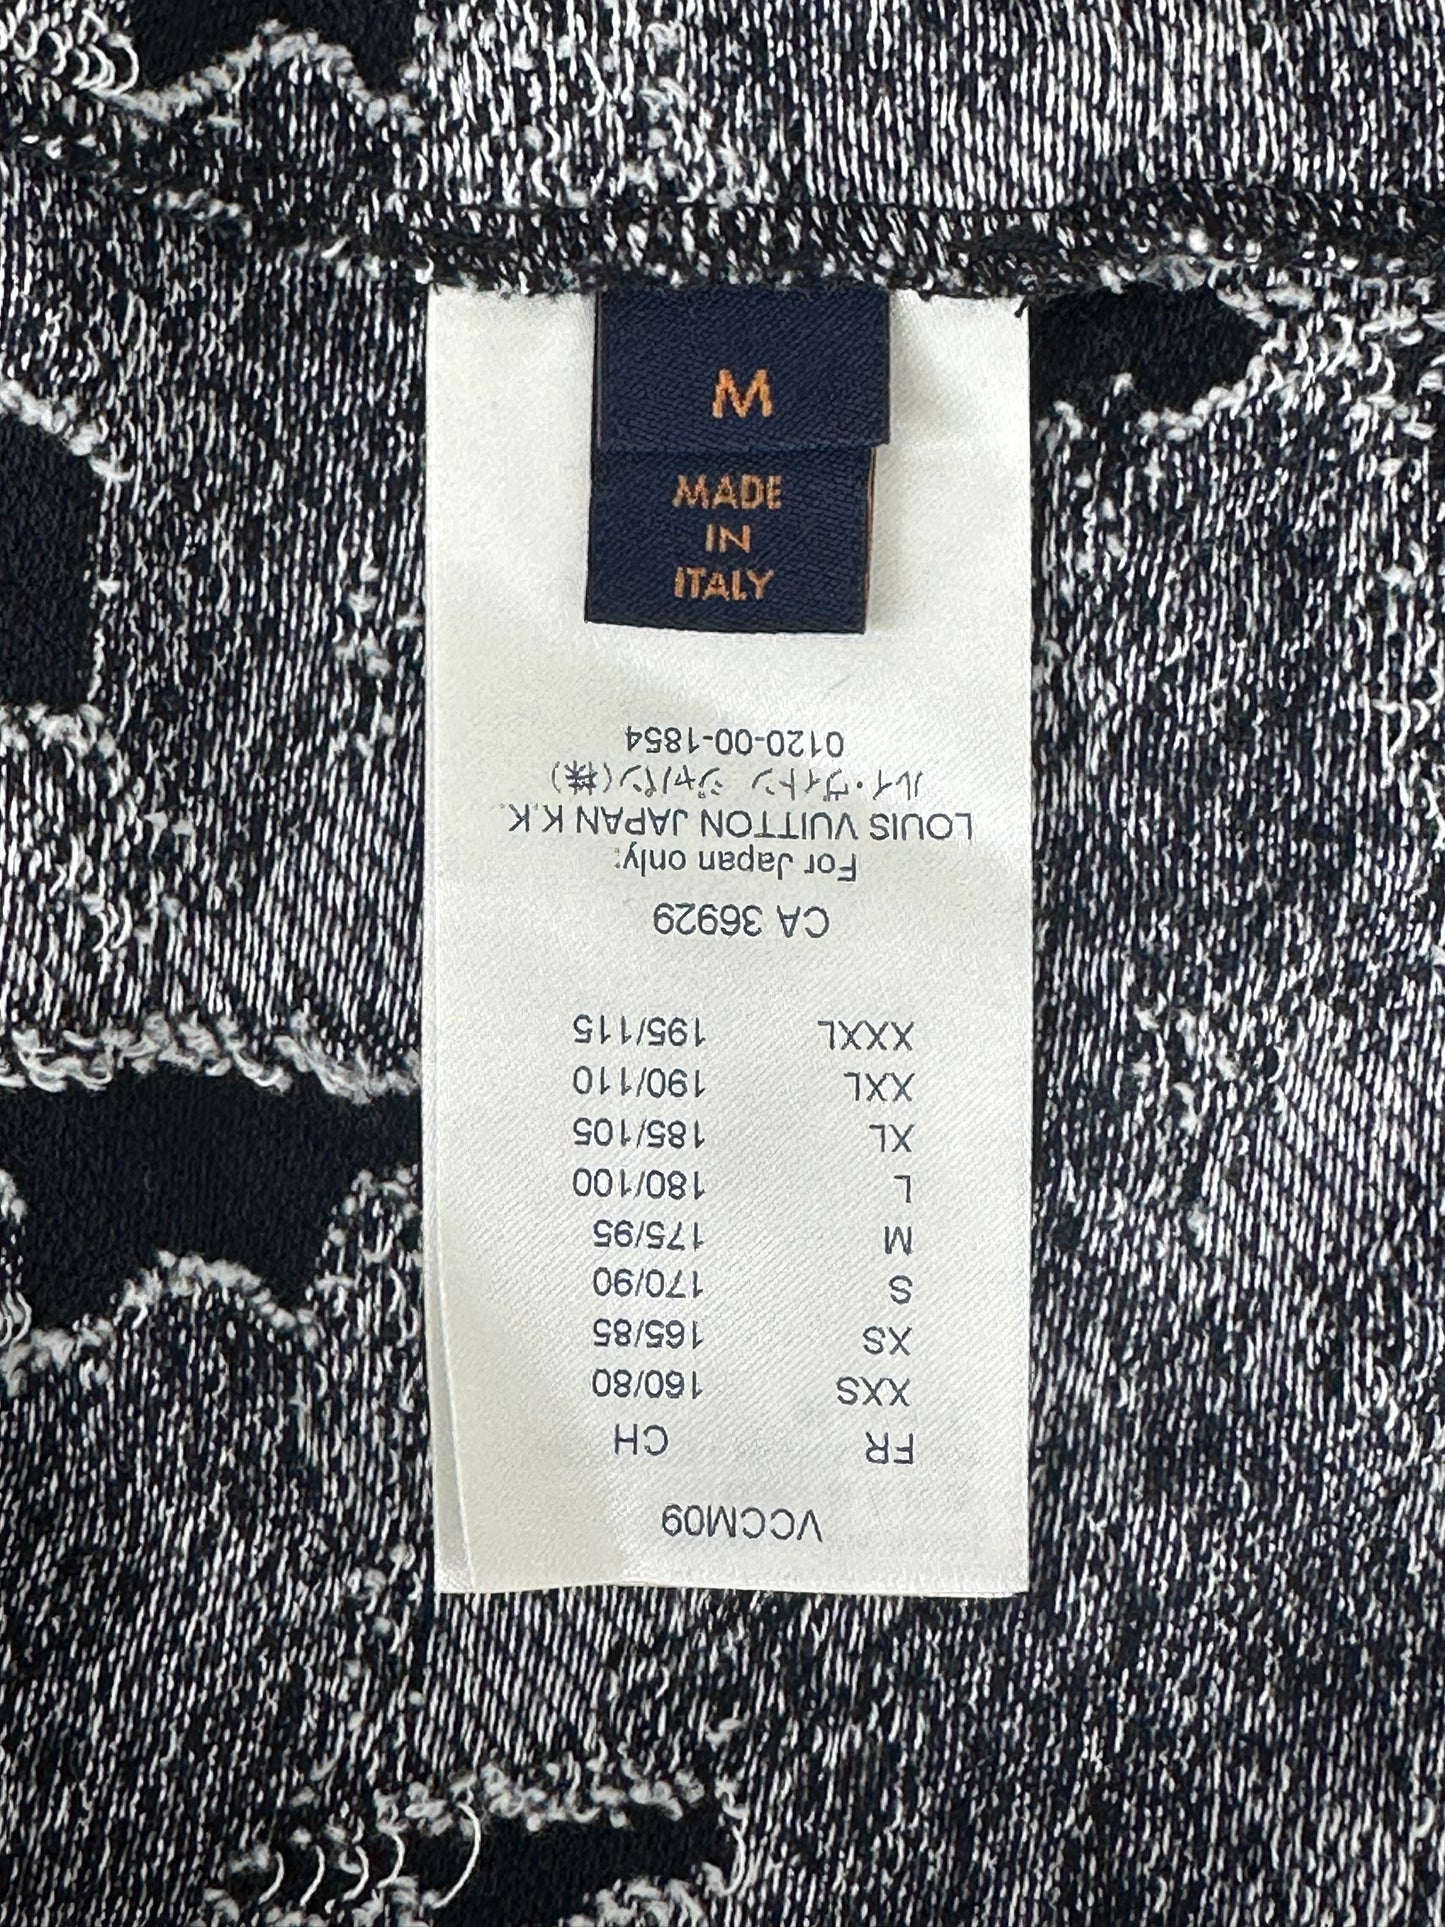 M
MADE
IN
ITALY
VCCM09
FR CH
XXS 160/80
XS 165/85
S 170/90
M 175/95
L 180/100
XL 185/105
XXL 190/110
XXXL 195/115
CA 36929
For Japan only:
LOUIS VUITTON JAPAN K.K.
ルイ・ヴィトン ジャパン(株)
0120-00-1854